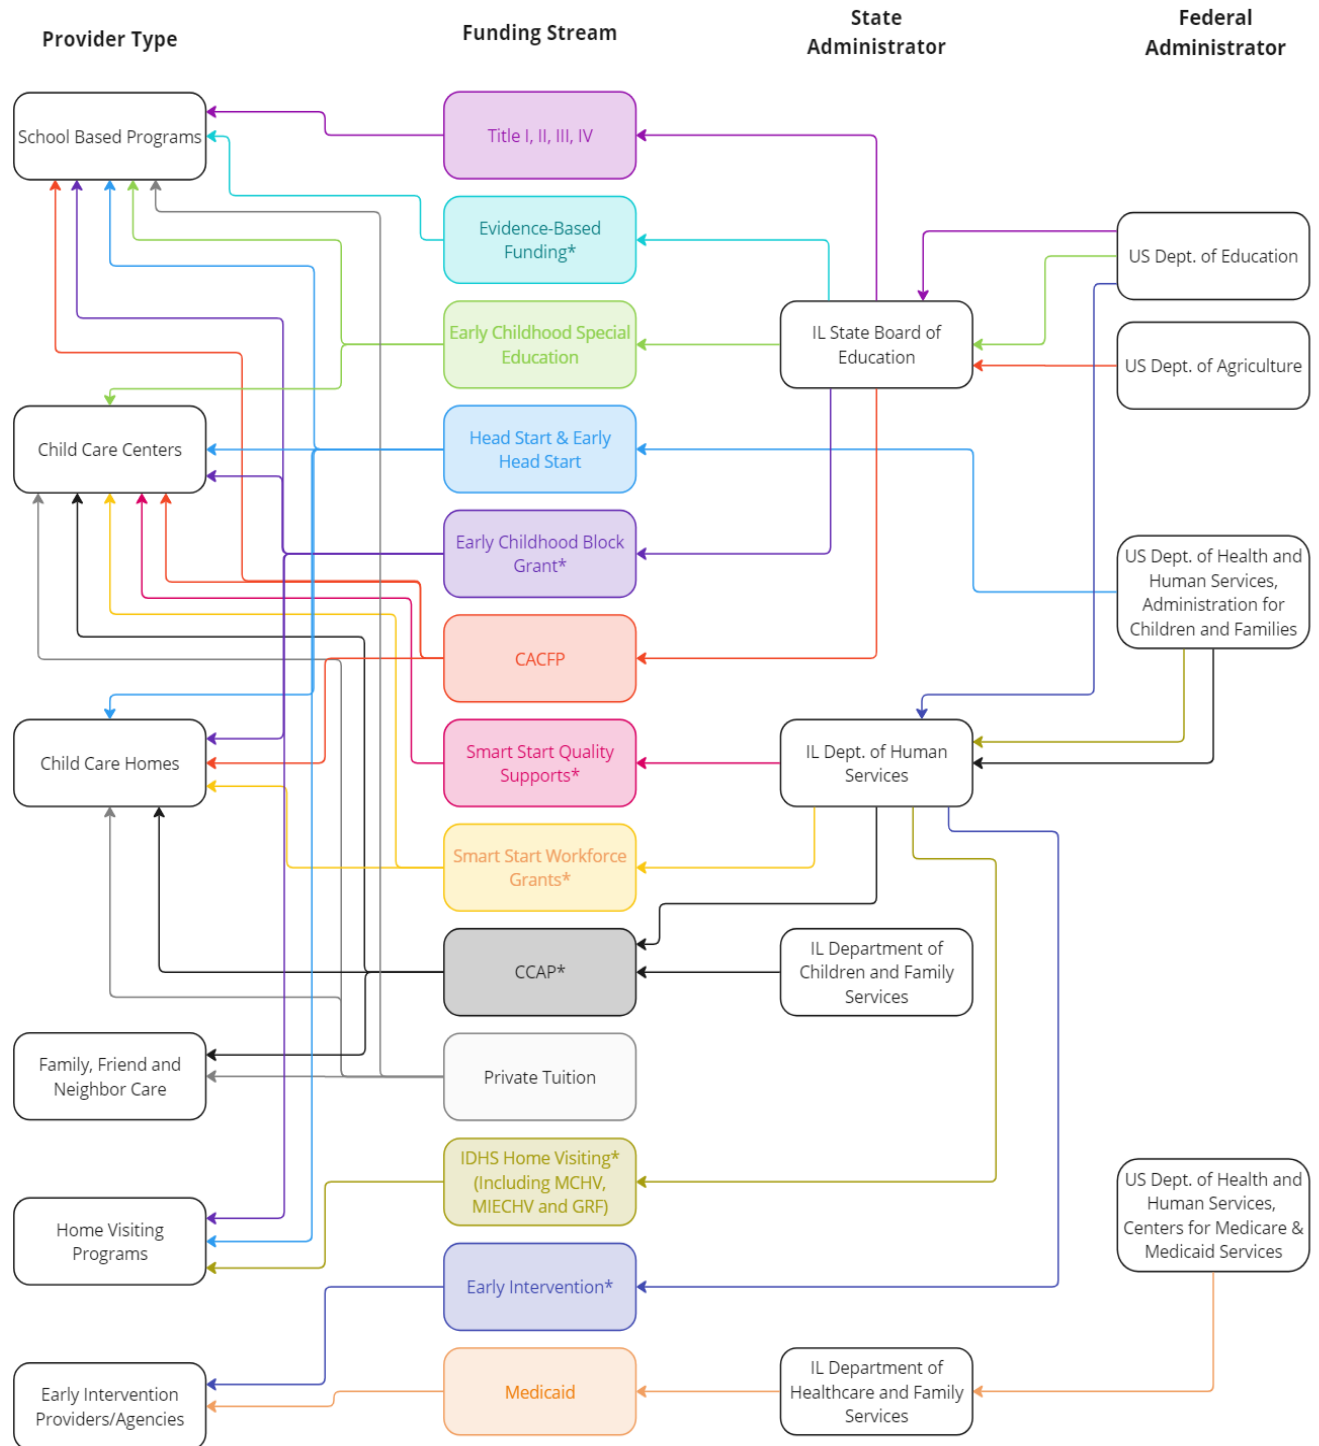 Provider Type
Funding Stream
State
Administrator
Federal
Administrator
School Based Programs
Title I, II, III, IV
Evidence-Based
Funding*
US Dept. of Education
Early Childhood Special
Education
IL State Board of
Education
US Dept. of Agriculture
Child Care Centers
Head Start & Early
Head Start
Early Childhood Block
Grant*
US Dept. of Health and
Human Services,
Administration for
Children and Families
CACFP
Child Care Homes
Smart Start Quality
Supports*
IL Dept. of Human
Services
Smart Start Workforce
Grants*
CCAP*
IL Department of
Children and Family
Services
Family, Friend and
Neighbor Care
Private Tuition
IDHS Home Visiting*
(Including MCHV,
MIECHV and GRF)
US Dept. of Health and
Human Services,
Centers for Medicare &
Medicaid Services
Home Visiting
Programs
Early Intervention*
Early Intervention
Providers/Agencies
Medicaid
IL Department of
Healthcare and Family
Services